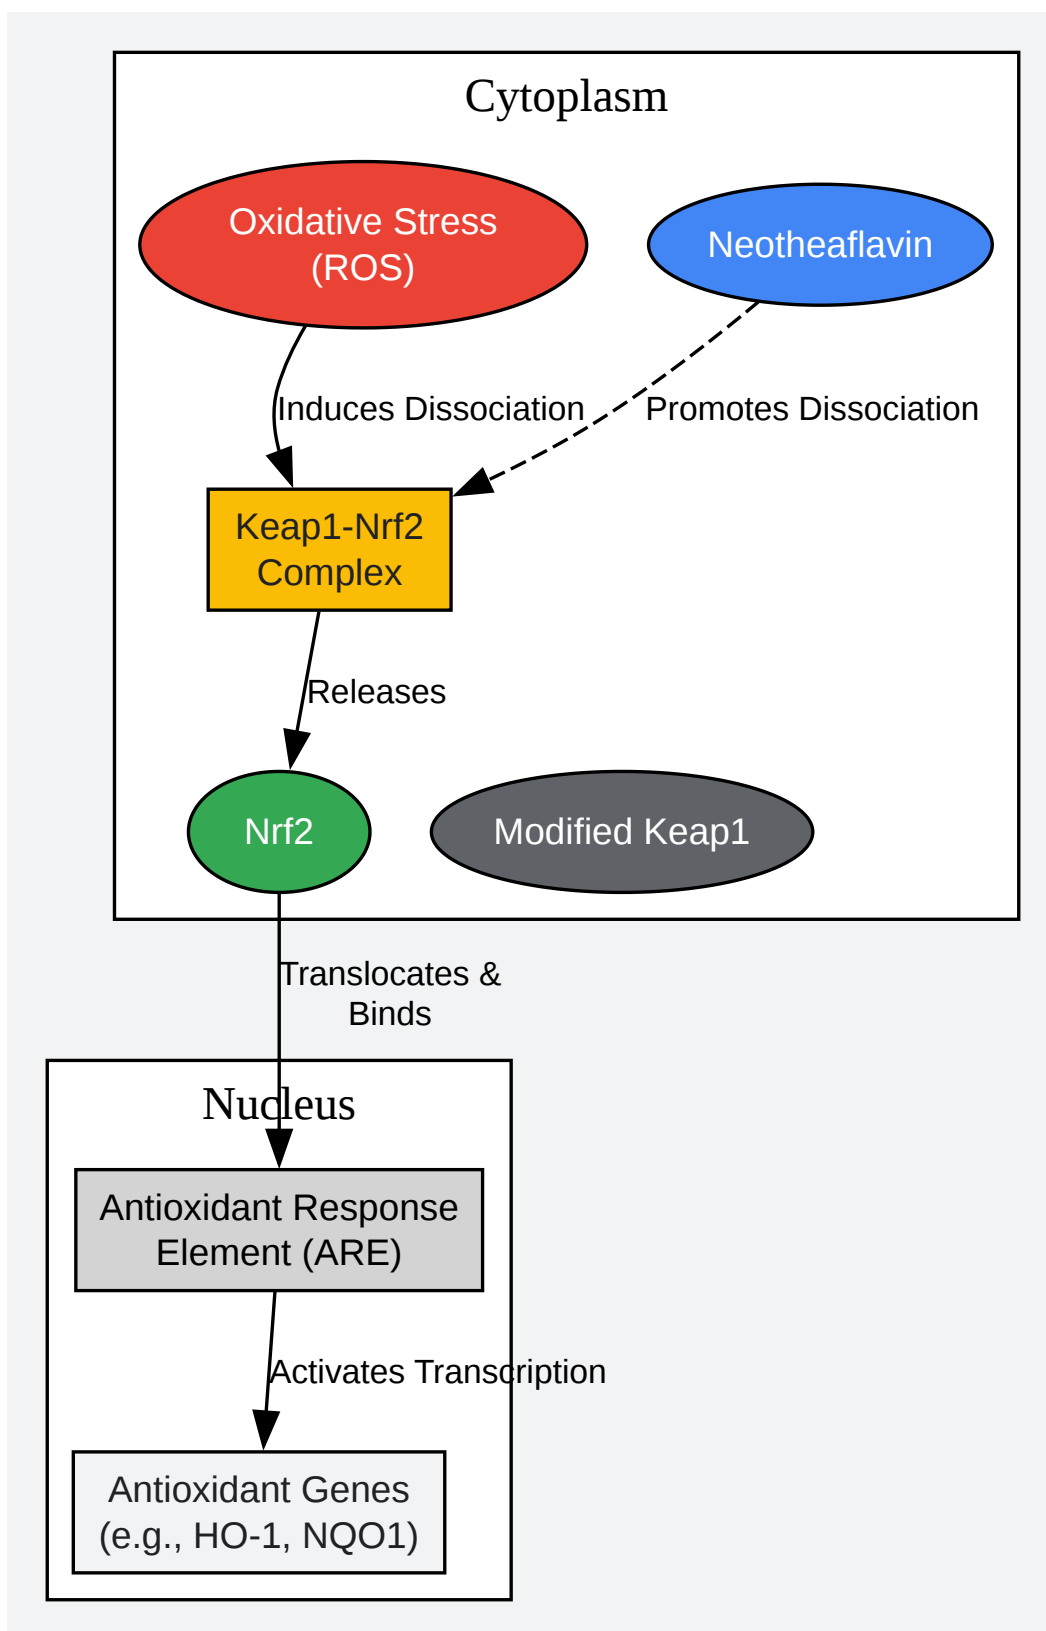 Cytoplasm
Oxidative Stress
(ROS)
Neotheaflavin
Induces Dissociation
Promotes Dissociation
Keap1-Nrf2
Complex
Releases
Nrf2
Modified Keap1
Translocates &
Binds
Nucleus
Antioxidant Response
Element (ARE)
Activates Transcription
Antioxidant Genes
(e.g., HO-1, NQO1)